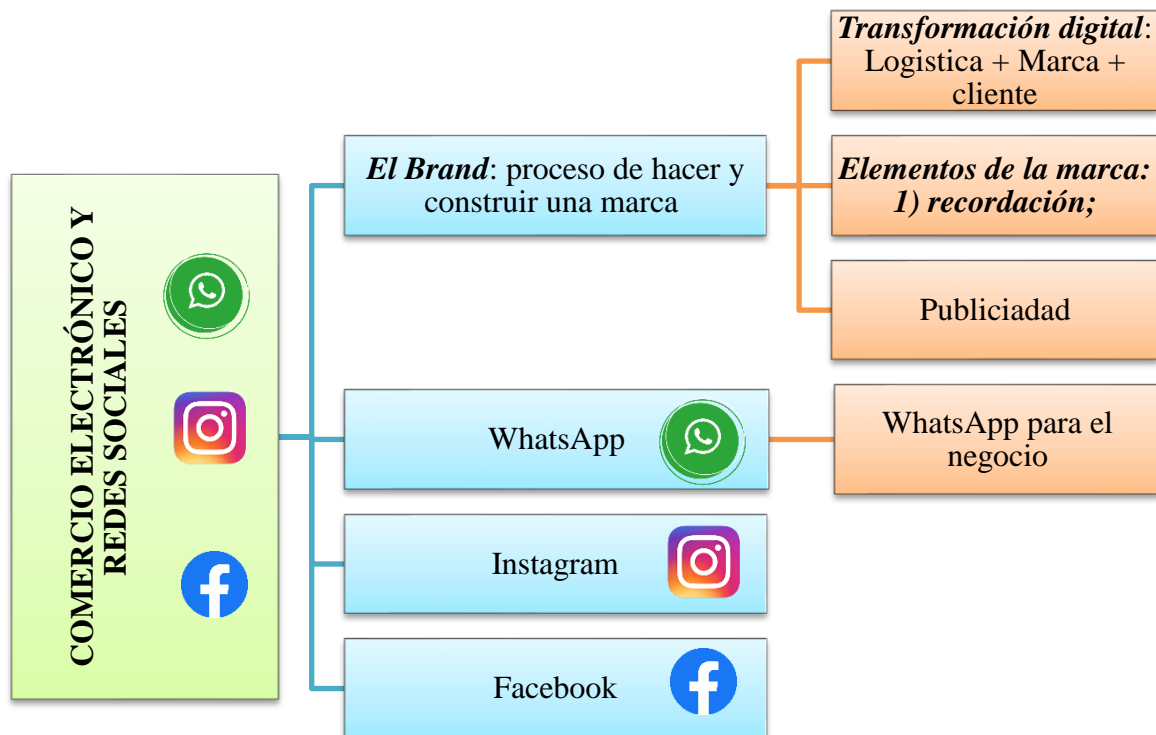 COMERCIO ELECTRÓNICO Y
REDES SOCIALES
El Brand: proceso de hacer y
construir una marca
Transformación digital:
Logistica + Marca +
cliente
Elementos de la marca:
1) recordación;
Publiciadad
WhatsApp
WhatsApp para el
negocio
Instagram
Facebook